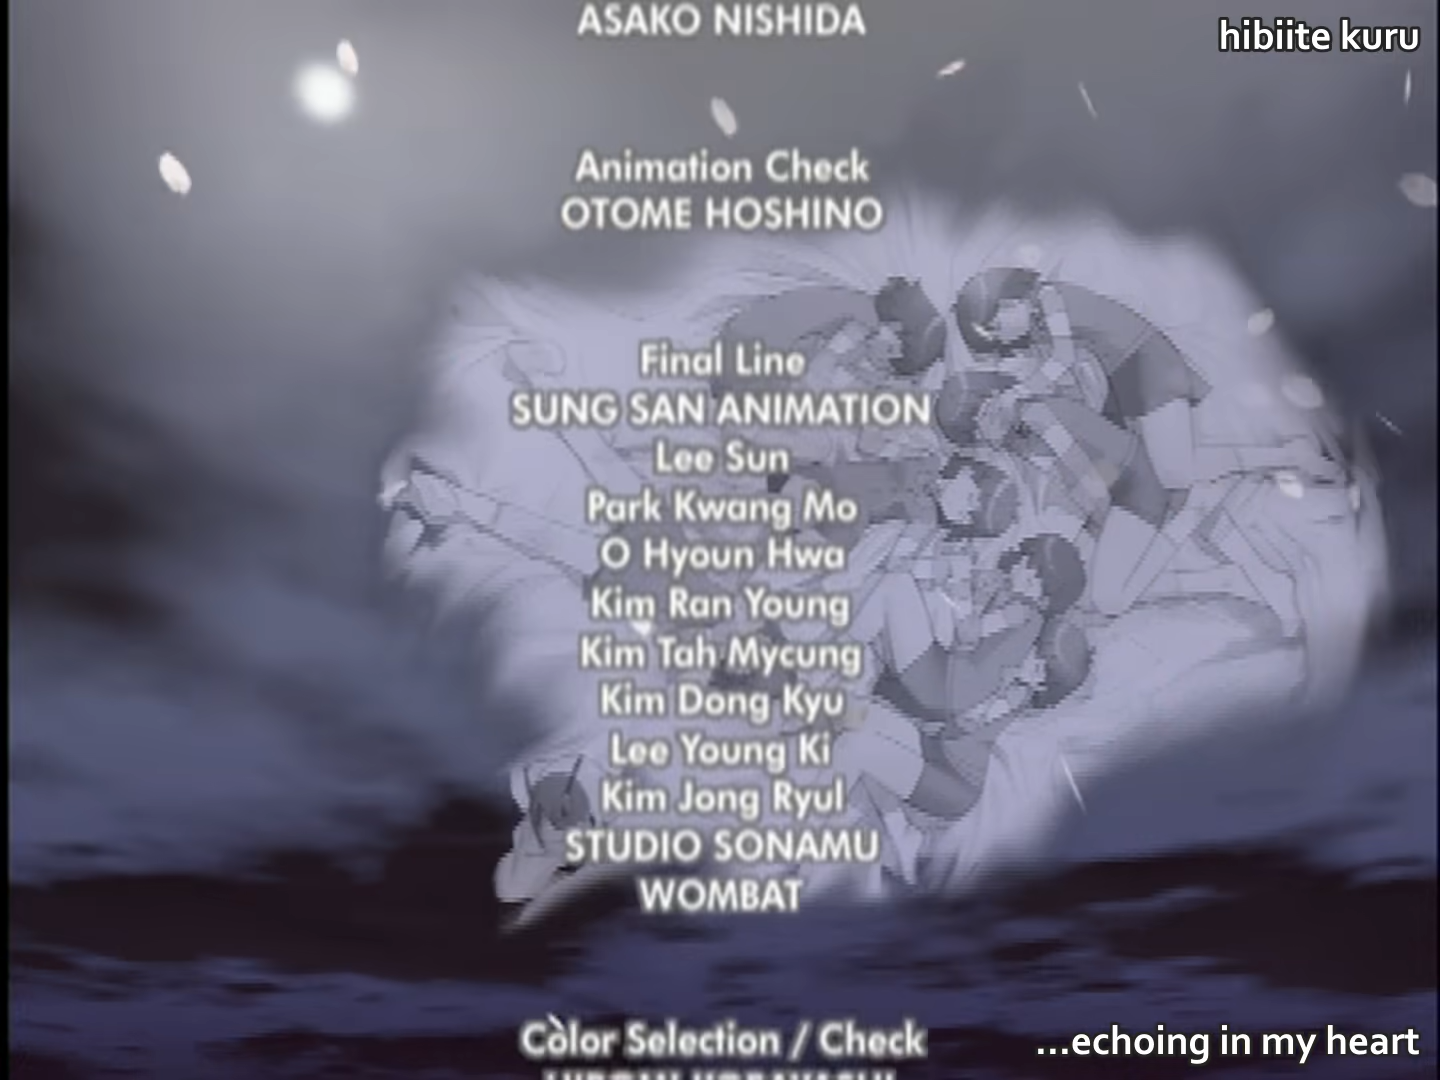 ASAKO NISHIDA
hibiite kuru
Animation Check
OTOME HOSHINO
Final Line
SUNG SAN ANIMATION
Lee Sun
Park Kwang Mo
O Hyoun Hwa
Kim Ran Young
Kim Tah Mycung
Kim Dong Kyu
Lee Young Ki
Kim Jong Ryul
STUDIO SONAMU
WOMBAT
Color Selection / Check
...echoing in my heart